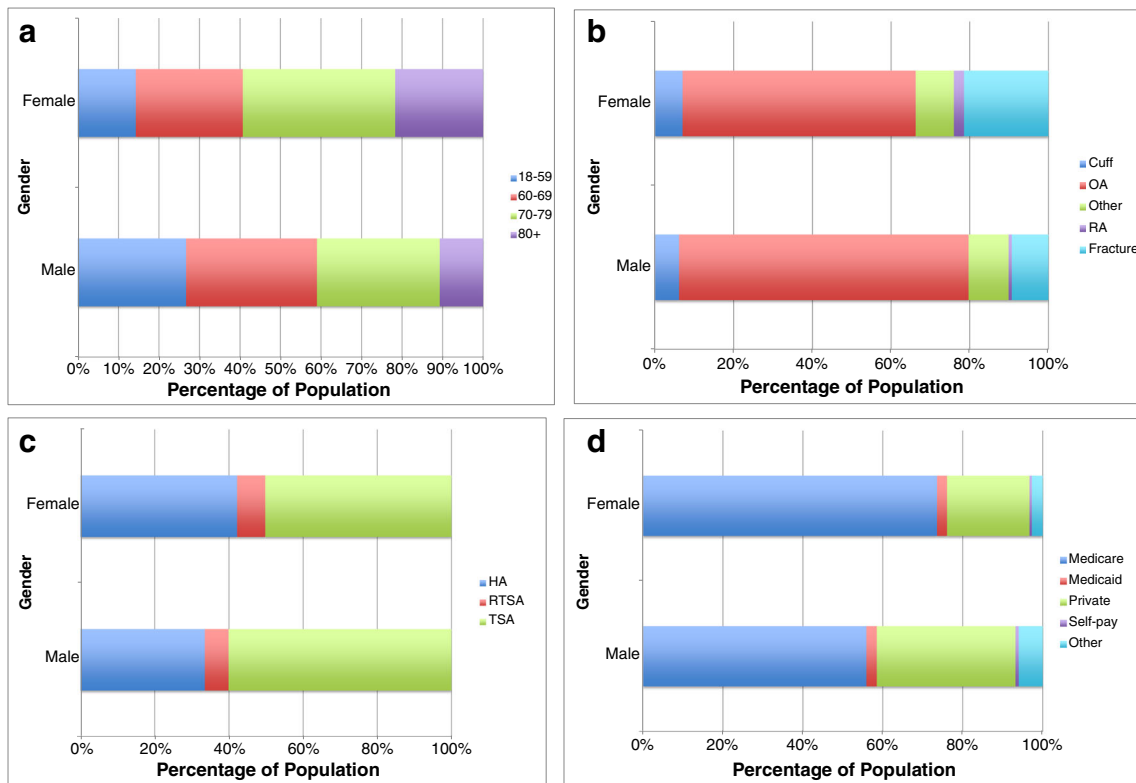 a
Female
Gender
Male
18-59
60-69
70-79
80+
0% 10% 20% 30% 40% 50% 60% 70% 80% 90% 100%
Percentage of Population
b
Female
Gender
Male
Cuff
OA
Other
RA
Fracture
0% 20% 40% 60% 80% 100%
Percentage of Population
c
Female
Gender
Male
HA
RTSA
TSA
0% 20% 40% 60% 80% 100%
Percentage of Population
d
Female
Gender
Male
Medicare
Medicaid
Private
Self-pay
Other
0% 20% 40% 60% 80% 100%
Percentage of Population